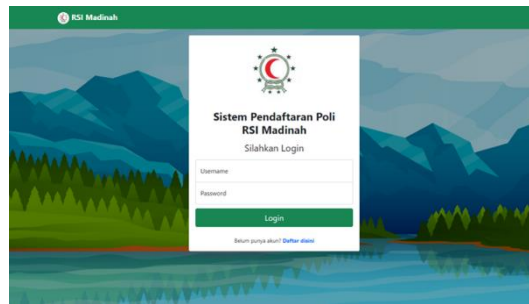 RSI Madinah
Sistem Pendaftaran Poli
RSI Madinah
Silahkan Login
Username
Password
Login
Belum punya akun? Daftar disini